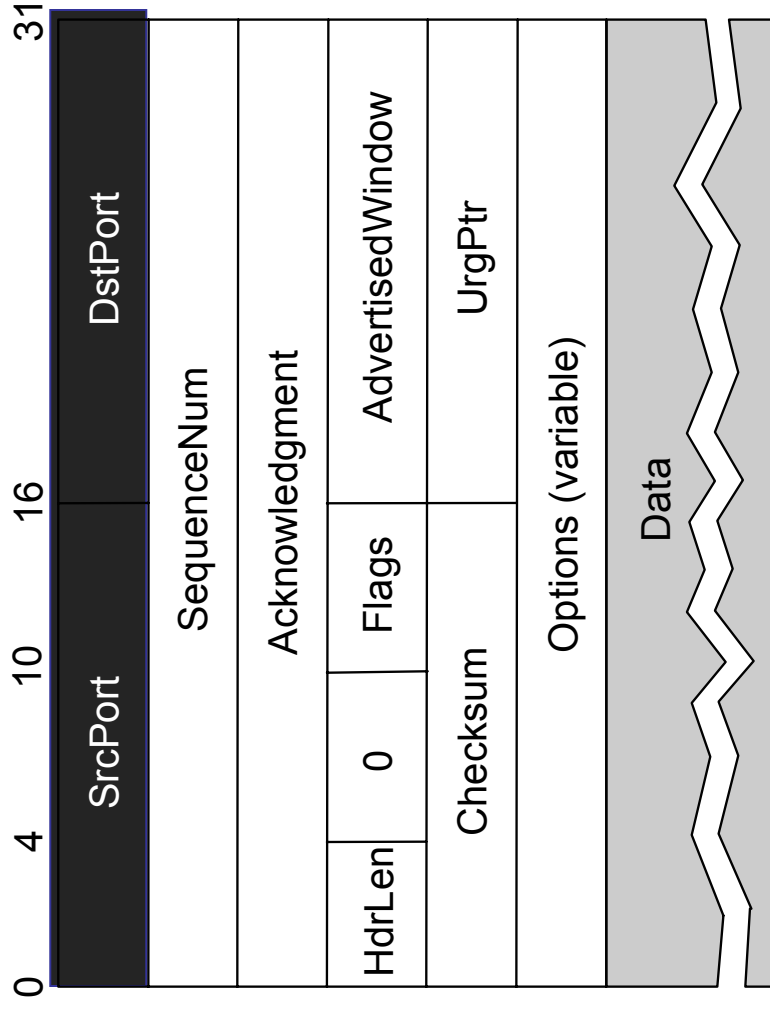 0 4 10 16 31
SrcPort DstPort
SequenceNum
Acknowledgment
HdrLen 0 Flags AdvertisedWindow
Checksum UrgPtr
Options (variable)
Data